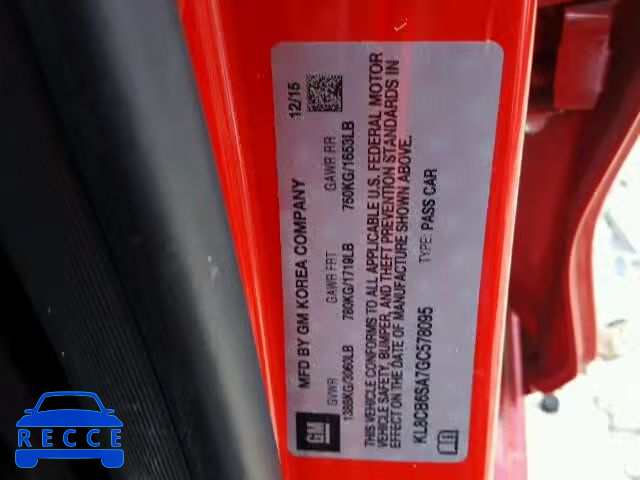 MFD BY GM KOREA COMPANY 12/15
GVWR GAWR FRT GAWR RR
1388KG/3060LB 780KG/1719LB 750KG/1653LB
THIS VEHICLE CONFORMS TO ALL APPLICABLE U.S. FEDERAL MOTOR
VEHICLE SAFETY, BUMPER, AND THEFT PREVENTION STANDARDS IN
EFFECT ON THE DATE OF MANUFACTURE SHOWN ABOVE.
KL8CB6SA7GC578095 TYPE: PASS CAR
GM
RECCE